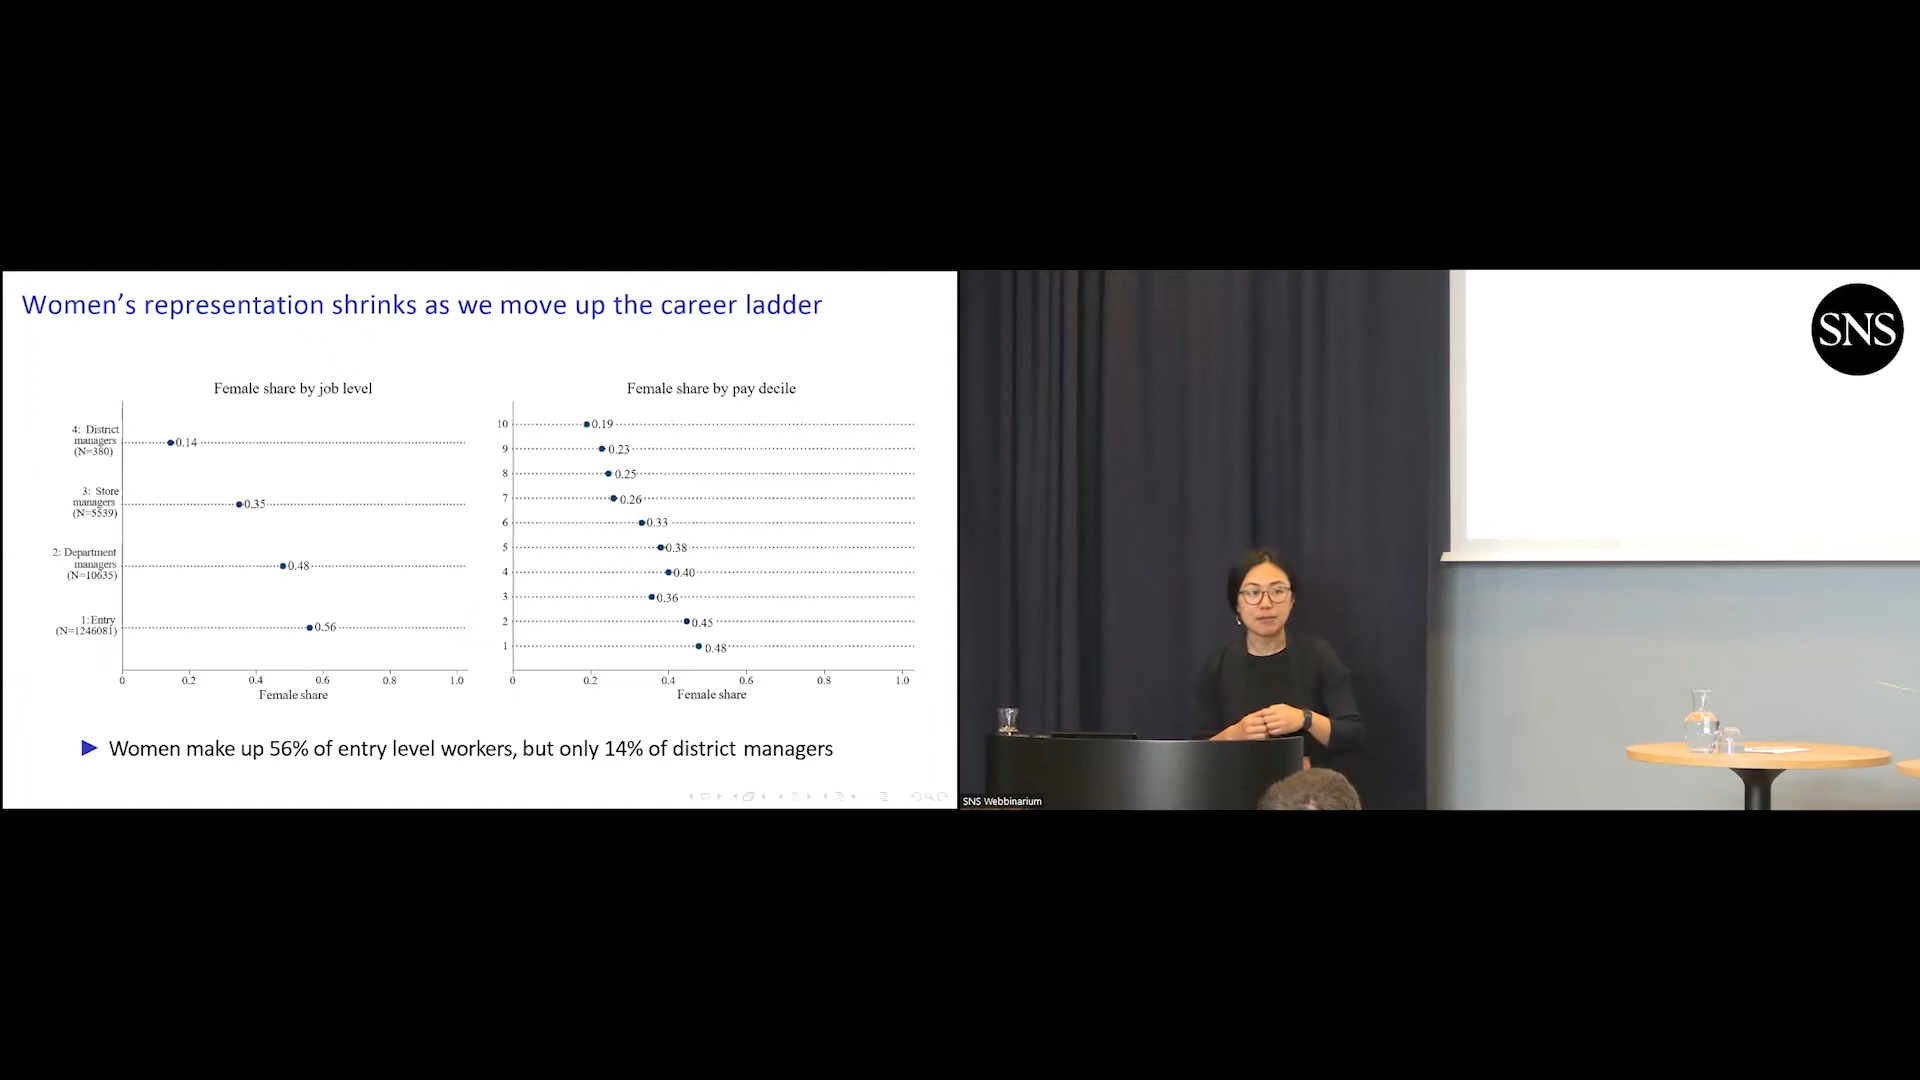 Women's representation shrinks as we move up the career ladder
Female share by job level
4: District
managers
(N=380)
0.14
3: Store
managers
(N=5539)
0.35
2: Department
managers
(N=10635)
0.48
1:Entry
(N=1246081)
0.56
0 0.2 0.4 0.6 0.8 1.0
Female share
Female share by pay decile
10 0.19
9 0.23
8 0.25
7 0.26
6 0.33
5 0.38
4 0.40
3 0.36
2 0.45
1 0.48
0 0.2 0.4 0.6 0.8 1.0
Female share
Women make up 56% of entry level workers, but only 14% of district managers
SNS
SNS Webbinarium